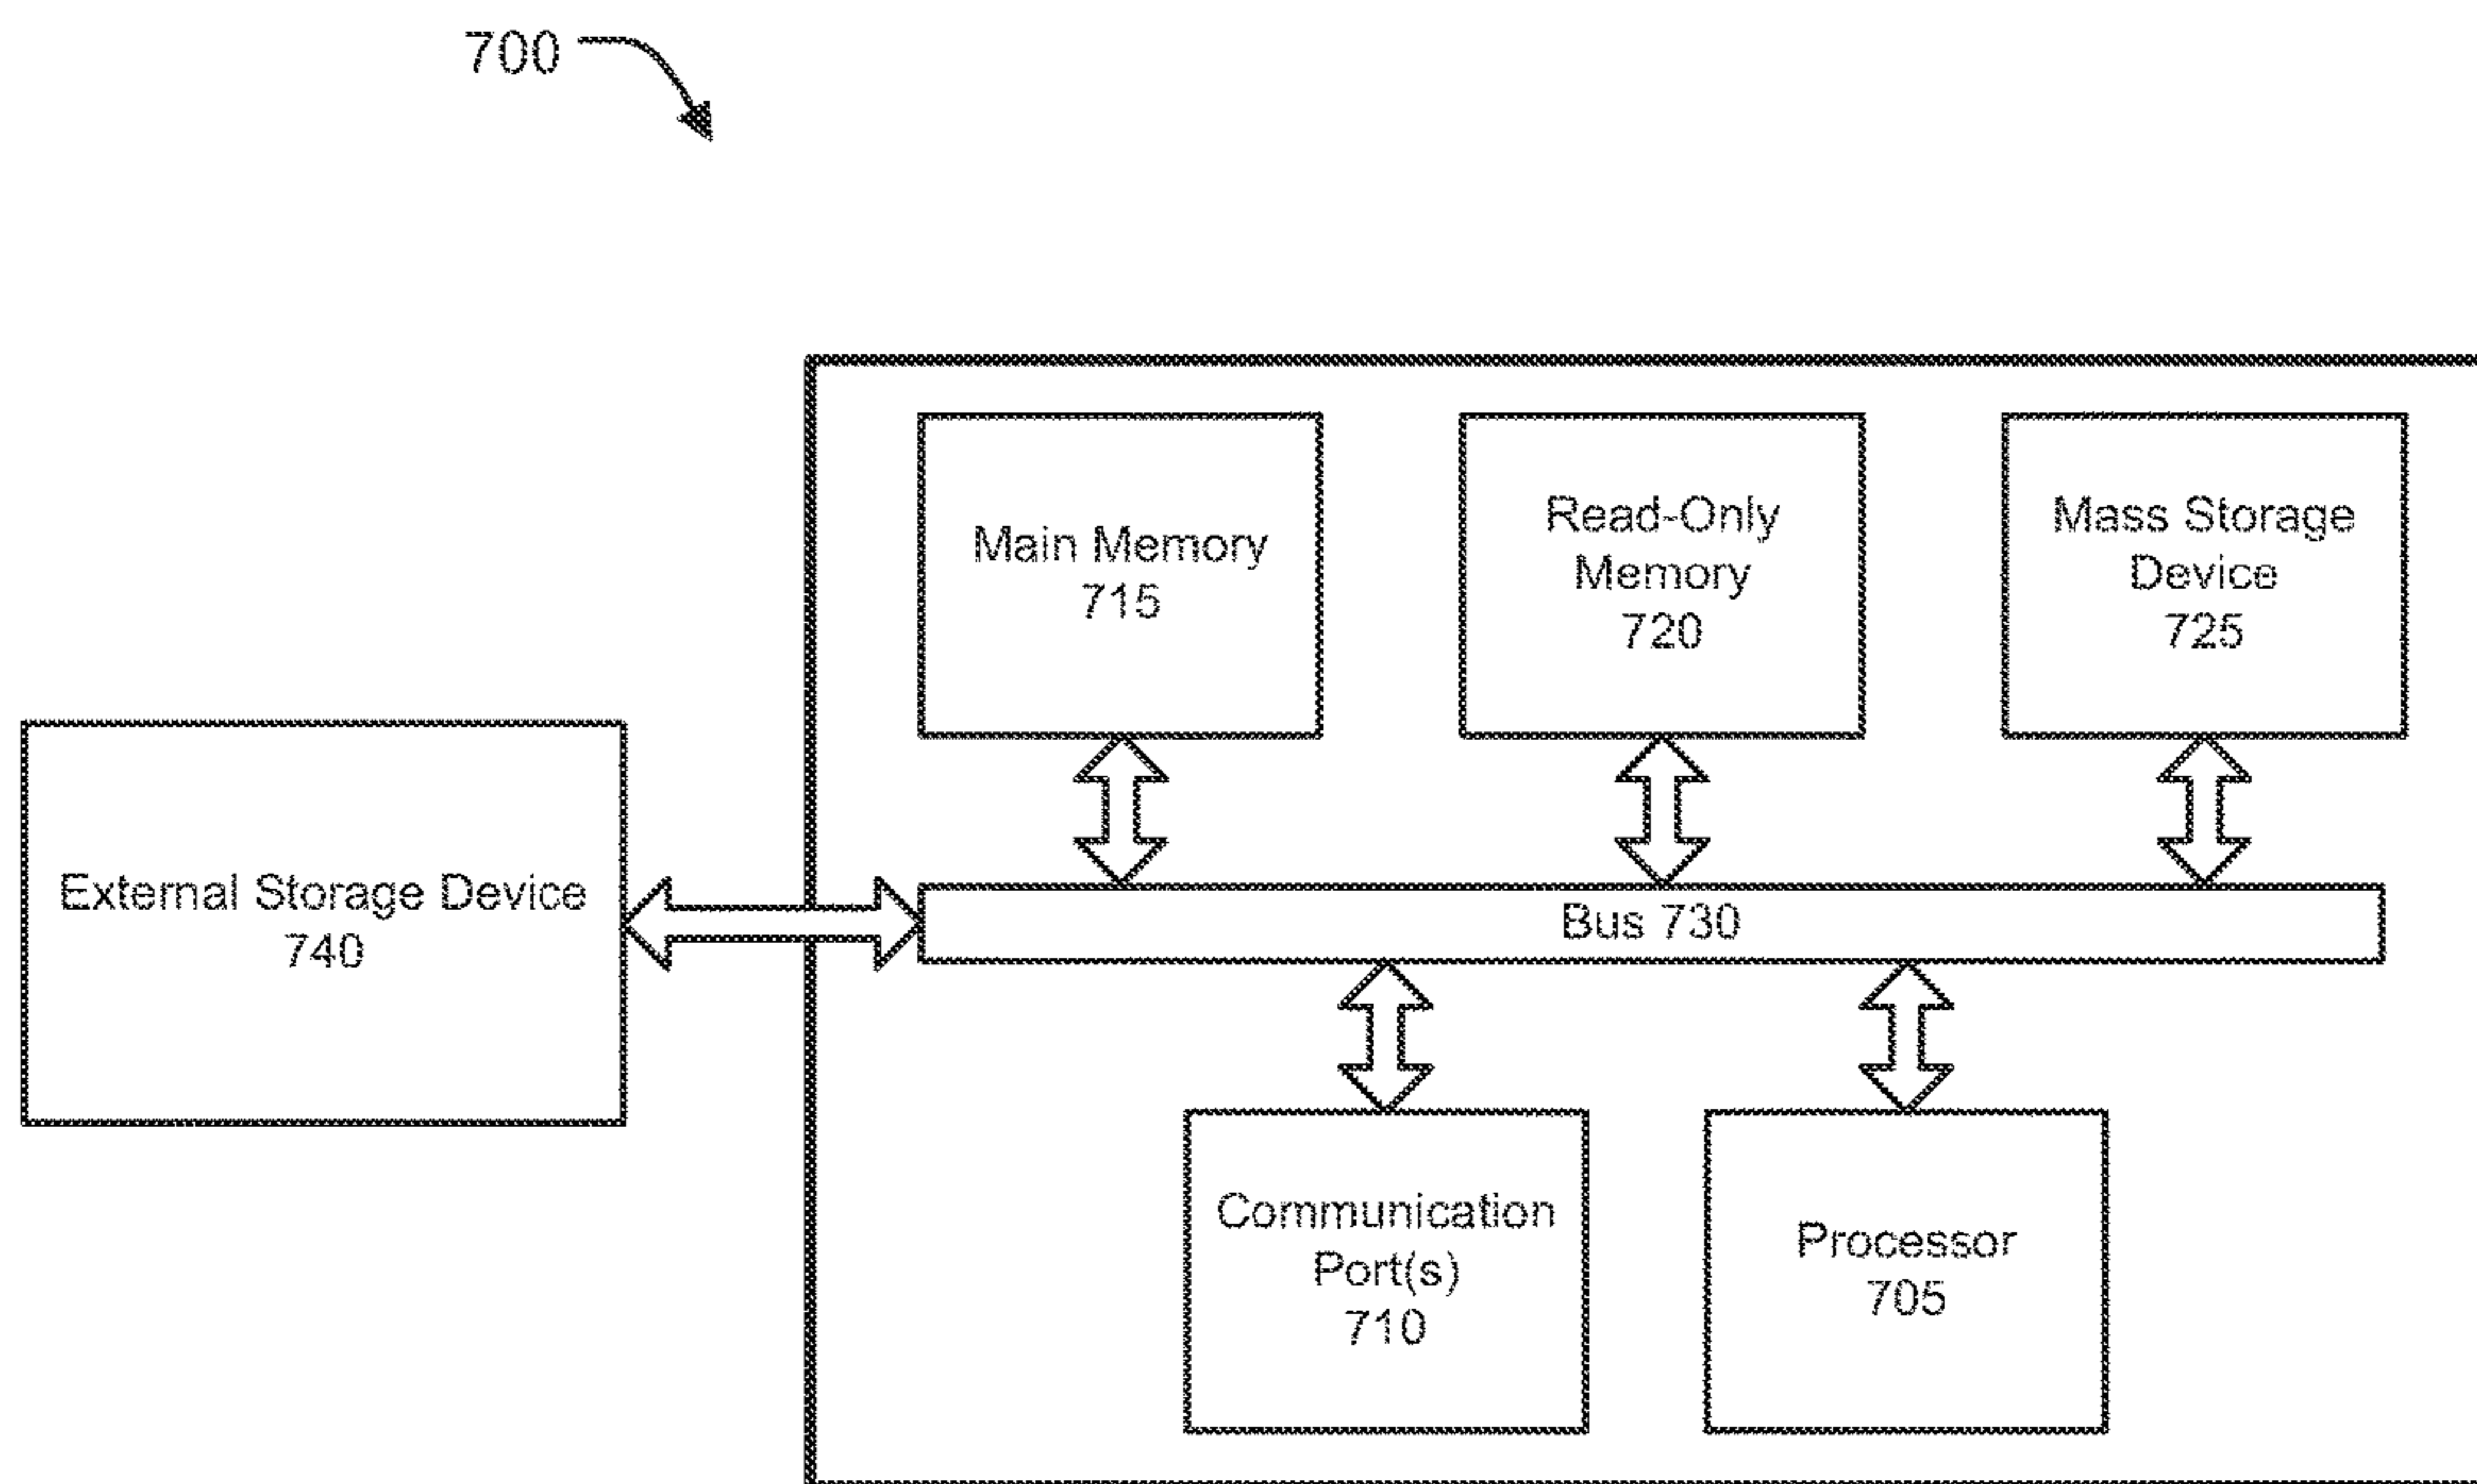 700
Main Memory
715
Read-Only
Memory
720
Mass Storage
Device
725
External Storage Device
740
Bus 730
Communication
Port(s)
710
Processor
705